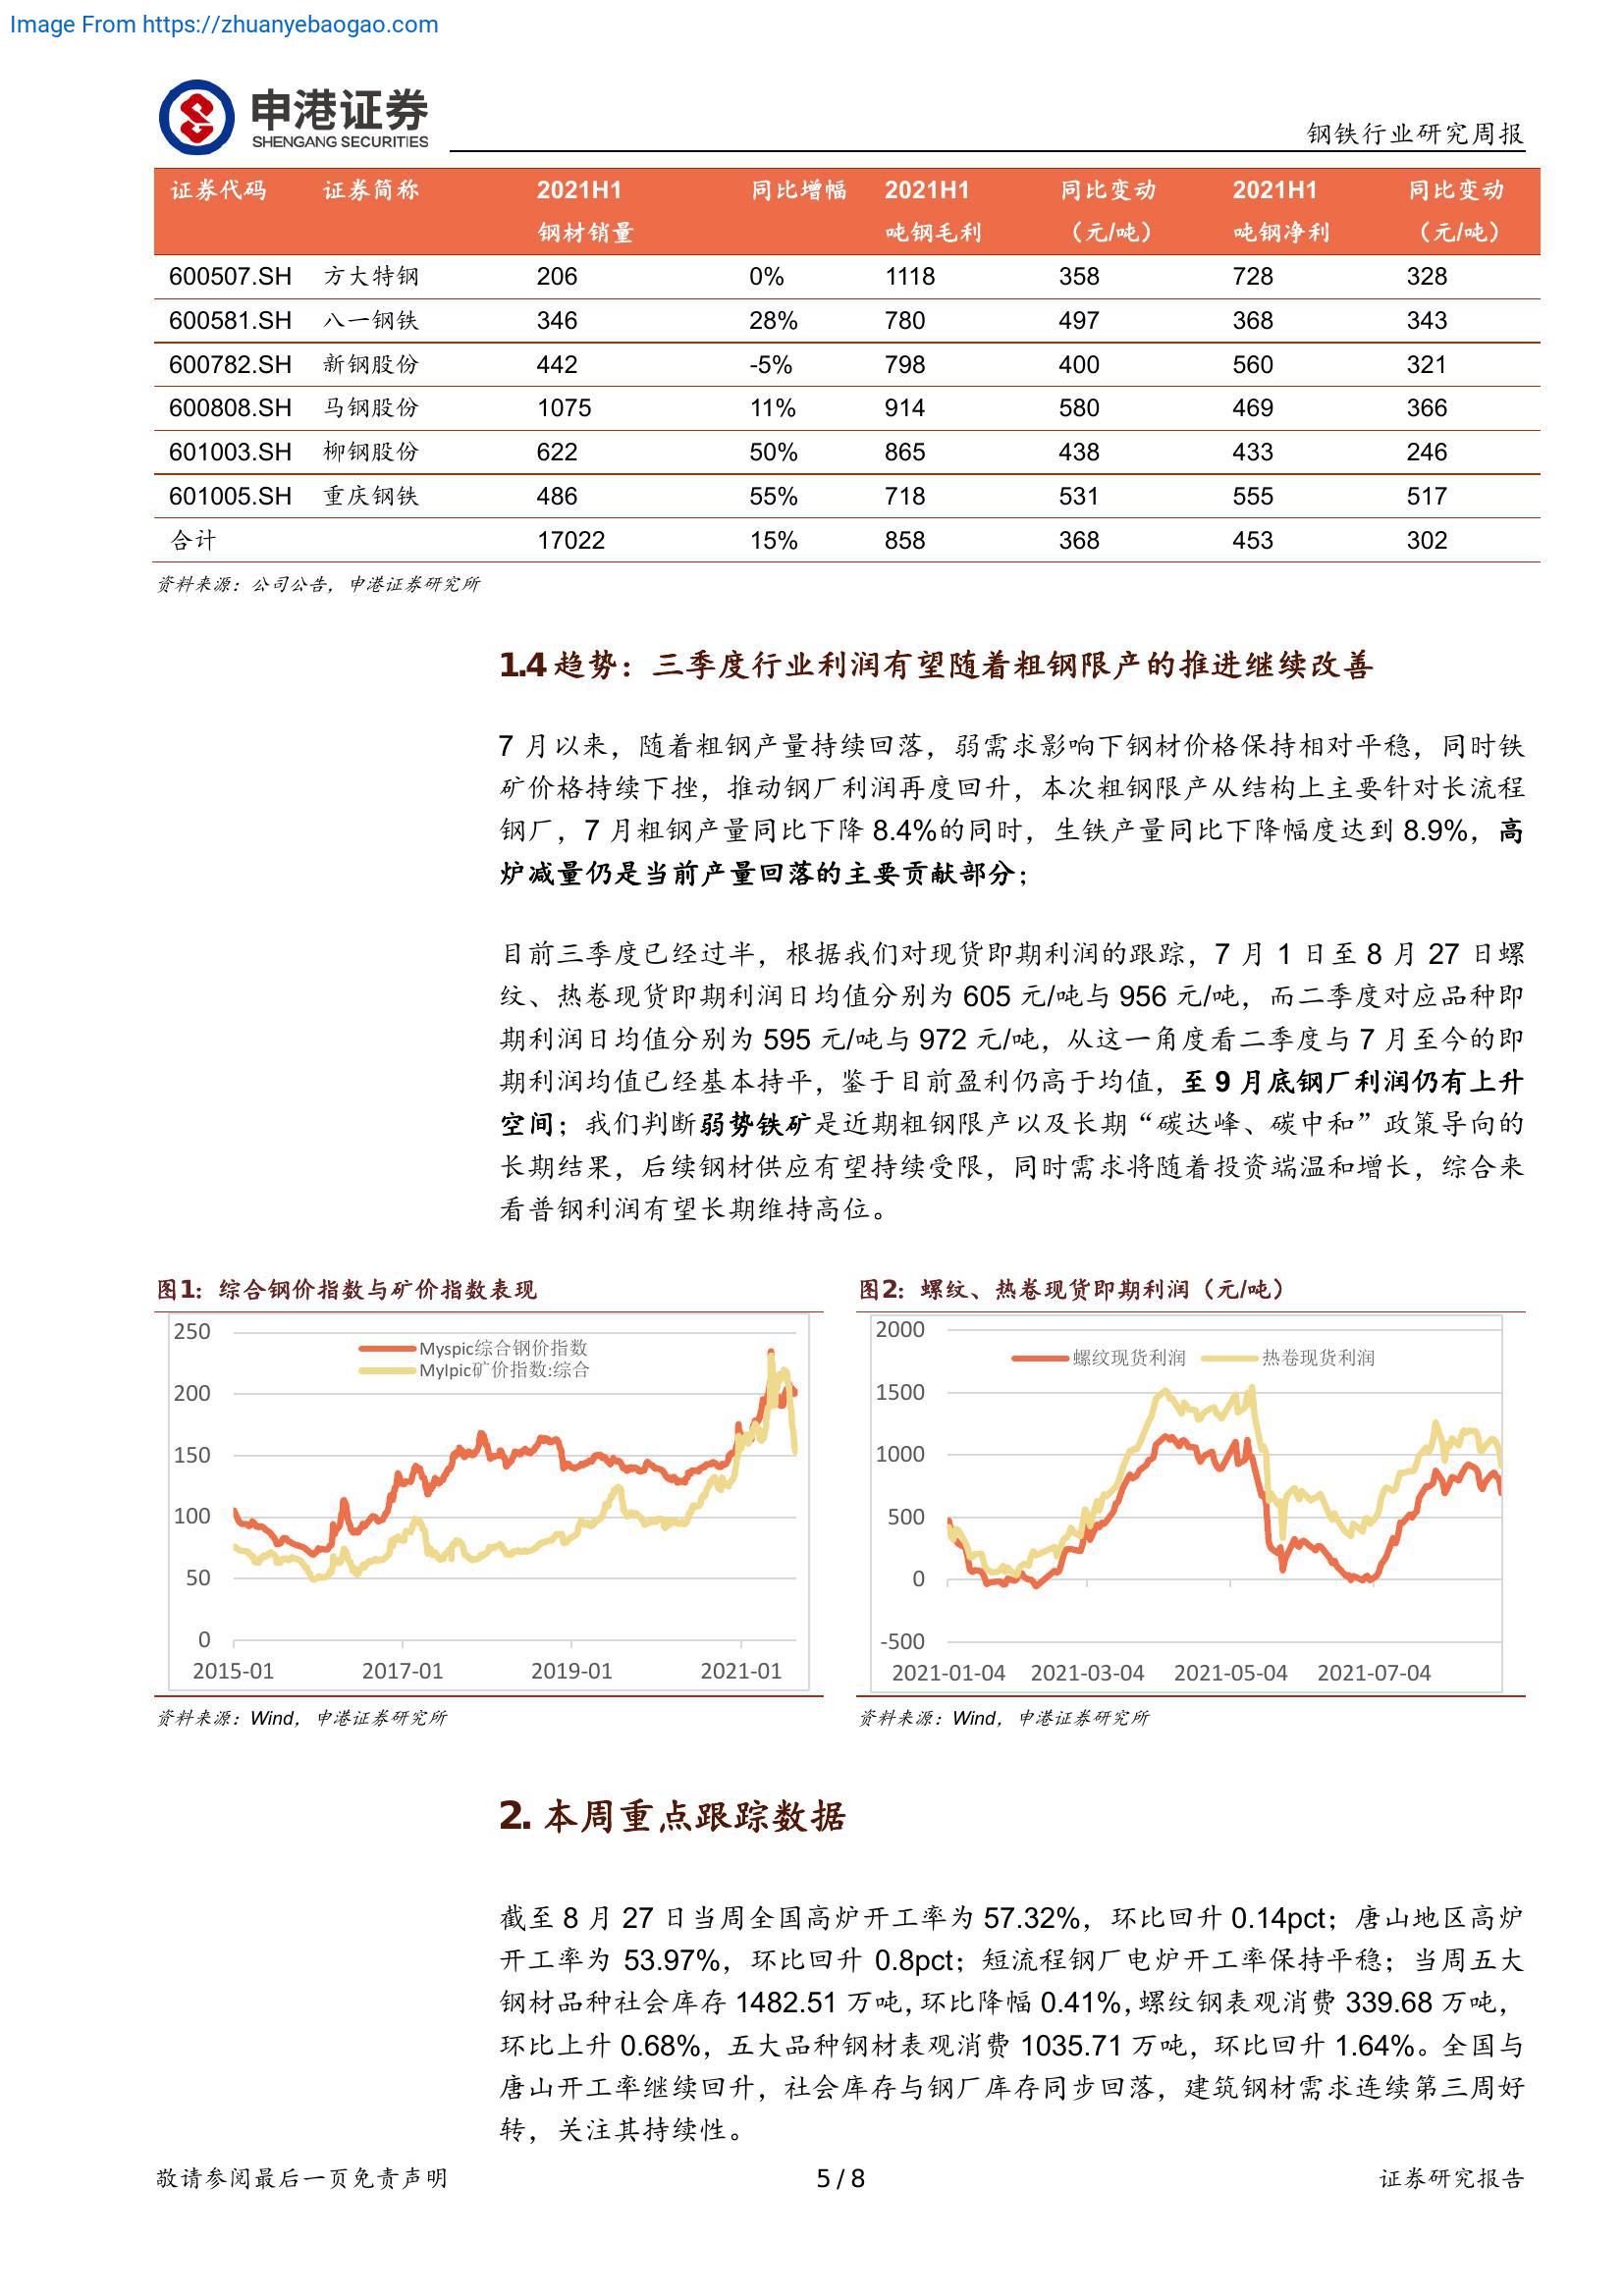 Image From https://zhuanyebaogao.com
申港证券
SHENGANG SECURITIES
钢铁行业研究周报
证券代码 证券简称 2021H1 同比增幅 2021H1 同比变动 2021H1 同比变动
钢材销量 吨钢毛利 （元/吨） 吨钢净利 （元/吨）
600507.SH 方大特钢 206 0% 1118 358 728 328
600581.SH 八一钢铁 346 28% 780 497 368 343
600782.SH 新钢股份 442 -5% 798 400 560 321
600808.SH 马钢股份 1075 11% 914 580 469 366
601003.SH 柳钢股份 622 50% 865 438 433 246
601005.SH 重庆钢铁 486 55% 718 531 555 517
合计 17022 15% 858 368 453 302
资料来源：公司公告，申港证券研究所
1.4 趋势：三季度行业利润有望随着粗钢限产的推进继续改善
7 月以来，随着粗钢产量持续回落，弱需求影响下钢材价格保持相对平稳，同时铁
矿价格持续下挫，推动钢厂利润再度回升，本次粗钢限产从结构上主要针对长流程
钢厂，7 月粗钢产量同比下降 8.4%的同时，生铁产量同比下降幅度达到 8.9%，高
炉减量仍是当前产量回落的主要贡献部分；
目前三季度已经过半，根据我们对现货即期利润的跟踪，7 月 1 日至 8 月 27 日螺
纹、热卷现货即期利润日均值分别为 605 元/吨与 956 元/吨，而二季度对应品种即
期利润日均值分别为 595 元/吨与 972 元/吨，从这一角度看二季度与 7 月至今的即
期利润均值已经基本持平，鉴于目前盈利仍高于均值，至 9 月底钢厂利润仍有上升
空间；我们判断弱势铁矿是近期粗钢限产以及长期“碳达峰、碳中和”政策导向的
长期结果，后续钢材供应有望持续受限，同时需求将随着投资端温和增长，综合来
看普钢利润有望长期维持高位。
图1：综合钢价指数与矿价指数表现
250
200
150
100
50
0
Myspic综合钢价指数
MyIpic矿价指数:综合
2015-01 2017-01 2019-01 2021-01
资料来源：Wind，申港证券研究所
图2：螺纹、热卷现货即期利润（元/吨）
2000
1500
1000
500
0
-500
螺纹现货利润 热卷现货利润
2021-01-04 2021-03-04 2021-05-04 2021-07-04
资料来源：Wind，申港证券研究所
2. 本周重点跟踪数据
截至 8 月 27 日当周全国高炉开工率为 57.32%，环比回升 0.14pct；唐山地区高炉
开工率为 53.97%，环比回升 0.8pct；短流程钢厂电炉开工率保持平稳；当周五大
钢材品种社会库存 1482.51 万吨，环比降幅 0.41%，螺纹钢表观消费 339.68 万吨，
环比上升 0.68%，五大品种钢材表观消费 1035.71 万吨，环比回升 1.64%。全国与
唐山开工率继续回升，社会库存与钢厂库存同步回落，建筑钢材需求连续第三周好
转，关注其持续性。
敬请参阅最后一页免责声明 5 / 8 证券研究报告